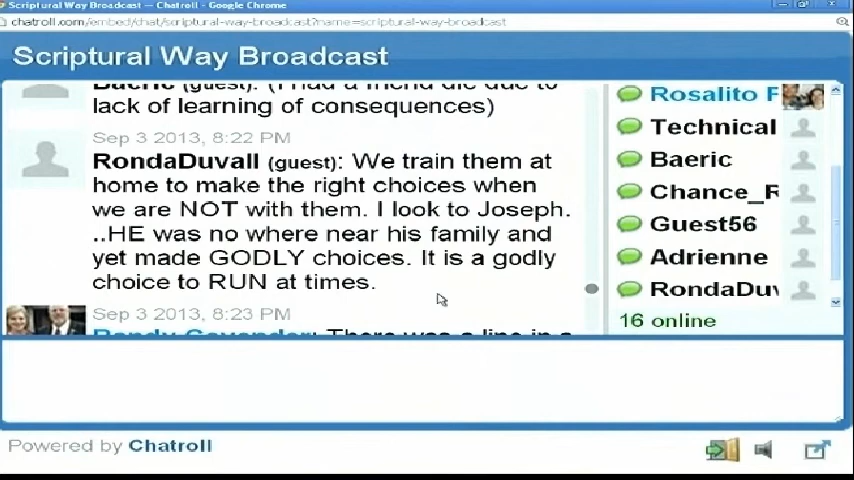 Scriptural Way Broadcast — Chatroll - Google Chrome
chatroll.com/embed/chat/scriptural-way-broadcast?name=scriptural-way-broadcast
Scriptural Way Broadcast
Baeric (guest): (I had a friend die due to
lack of learning of consequences)
Sep 3 2013, 8:22 PM
RondaDuvall (guest): We train them at
home to make the right choices when
we are NOT with them. I look to Joseph.
..HE was no where near his family and
yet made GODLY choices. It is a godly
choice to RUN at times.
Sep 3 2013, 8:23 PM
Randy Cavender: There was a line in a
Rosalito F
Technical
Baeric
Chance_R
Guest56
Adrienne
RondaDuv
16 online
Powered by Chatroll